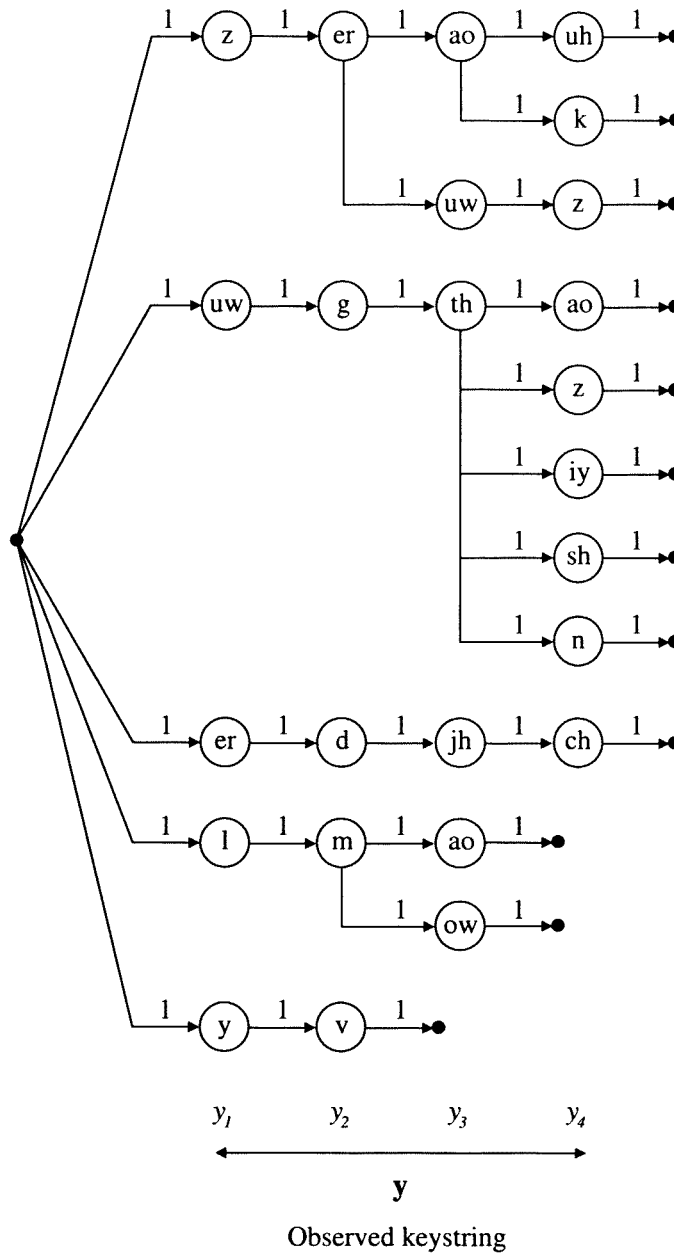 1 z 1 er 1 ao 1 uh 1
1 k 1
1 uw 1 z 1
1 uw 1 g 1 th 1 ao 1
1 z 1
1 iy 1
1 sh 1
1 n 1
1 er 1 d 1 jh 1 ch 1
1 l 1 m 1 ao 1
1 ow 1
1 y 1 v 1
y1 y2 y3 y4
y
Observed keystring